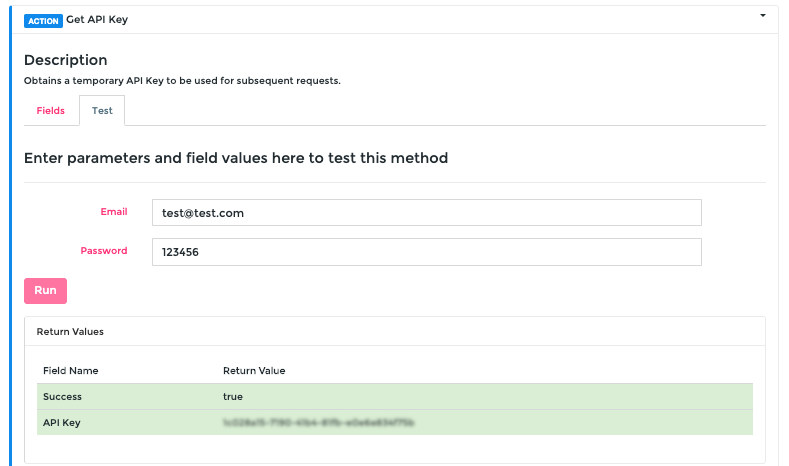 ACTION Get API Key
Description
Obtains a temporary API Key to be used for subsequent requests.
Fields Test
Enter parameters and field values here to test this method
Email test@test.com
Password 123456
Run
Return Values
Field Name Return Value
Success true
API Key